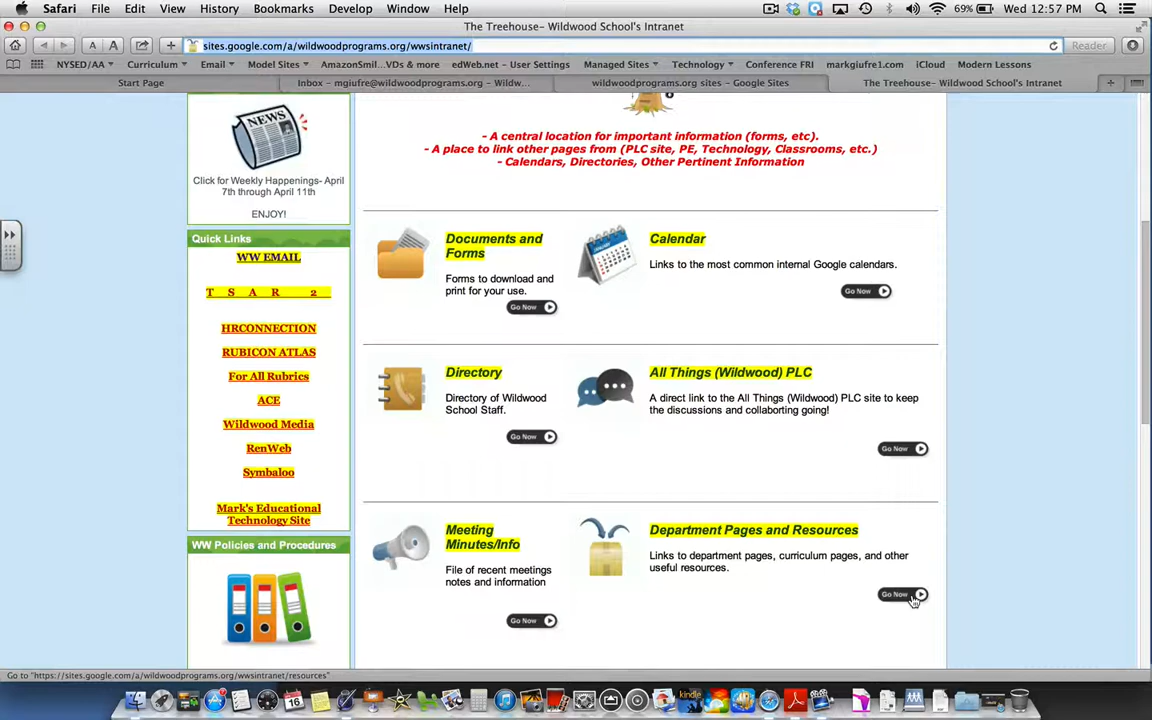 Safari File Edit View History Bookmarks Develop Window Help 69% Wed 12:57 PM
The Treehouse- Wildwood School's Intranet
A A sites.google.com/a/wildwoodprograms.org/wwsintranet/ Reader
NYSED/AA Curriculum Email Model Sites AmazonSmil...VDs & more edWeb.net - User Settings Managed Sites Technology Conference FRI markgiufre.com iCloud Modern Lessons
Start Page Inbox - mgiufre@wildwoodprograms.org - Wildw... wildwoodprograms.org sites - Google Sites The Treehouse- Wildwood School's Intranet
NEWS
Click for Weekly Happenings- April
7th through April 11th
ENJOY!
Quick Links
WW EMAIL
T S A R 2
HRCONNECTION
RUBICON ATLAS
For All Rubrics
ACE
Wildwood Media
RenWeb
Symbaloo
Mark's Educational
Technology Site
WW Policies and Procedures
- A central location for important information (forms, etc).
- A place to link other pages from (PLC site, PE, Technology, Classrooms, etc.)
- Calendars, Directories, Other Pertinent Information
Documents and
Forms
Forms to download and
print for your use.
Go Now
Calendar
Links to the most common internal Google calendars.
Go Now
Directory
Directory of Wildwood
School Staff.
Go Now
All Things (Wildwood) PLC
A direct link to the All Things (Wildwood) PLC site to keep
the discussions and collaborting going!
Go Now
Meeting
Minutes/Info
File of recent meetings
notes and information
Go Now
Department Pages and Resources
Links to department pages, curriculum pages, and other
useful resources.
Go Now
Go to "https://sites.google.com/a/wildwoodprograms.org/wwsintranet/resources"
16
kindle